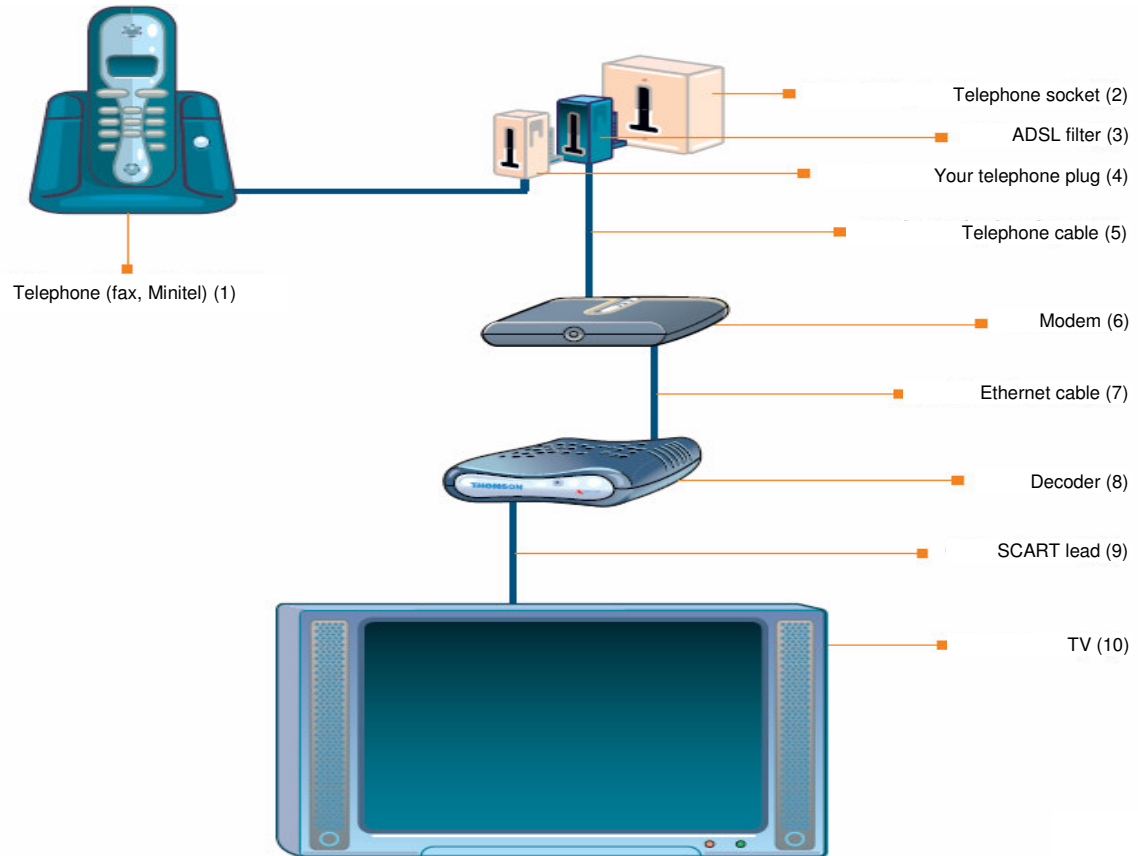 Telephone socket (2)
ADSL filter (3)
Your telephone plug (4)
Telephone cable (5)
Telephone (fax, Minitel) (1)
Modem (6)
Ethernet cable (7)
Decoder (8)
THOMSON
SCART lead (9)
TV (10)